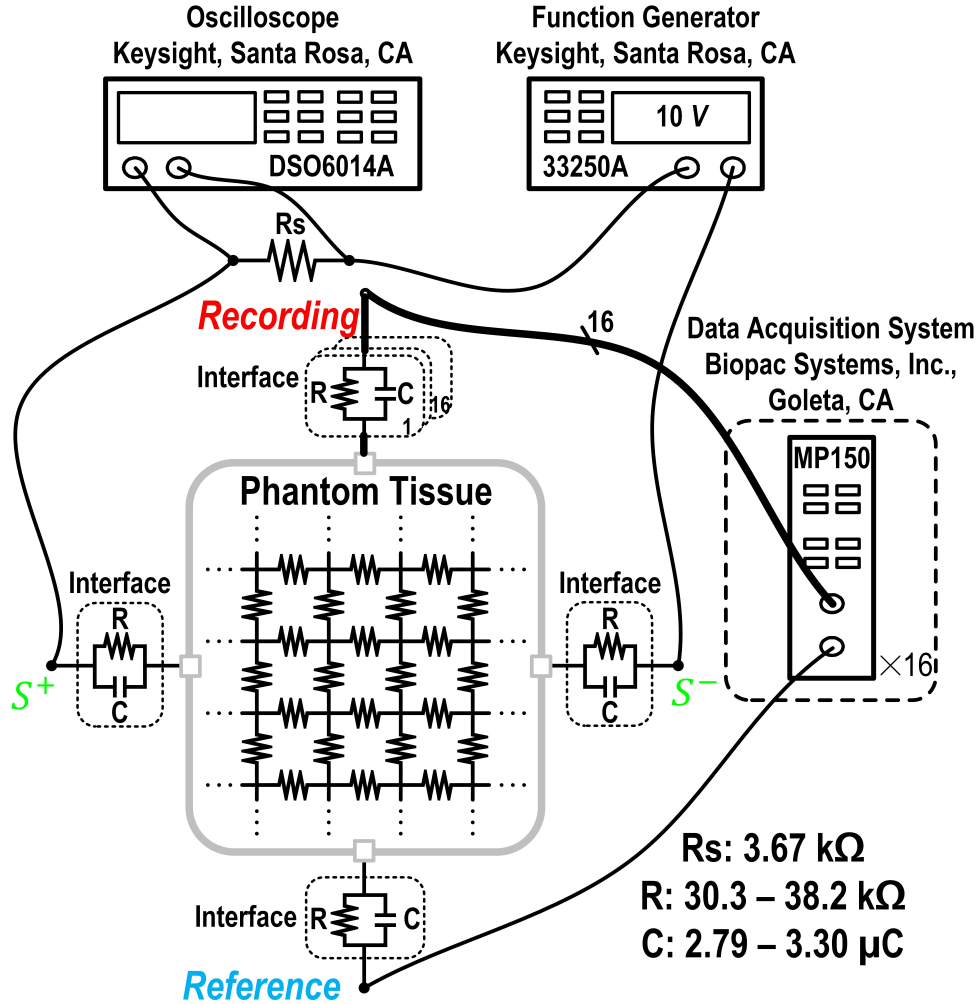 Oscilloscope
Keysight, Santa Rosa, CA
DSO6014A
Function Generator
Keysight, Santa Rosa, CA
10 V
33250A
Rs
Recording
16
Data Acquisition System
Biopac Systems, Inc.,
Goleta, CA
MP150
×16
Interface
R
C
16
1
Phantom Tissue
Interface
R
C
S+
Interface
R
C
S−
Interface
R
C
Reference
Rs: 3.67 kΩ
R: 30.3 – 38.2 kΩ
C: 2.79 – 3.30 µC